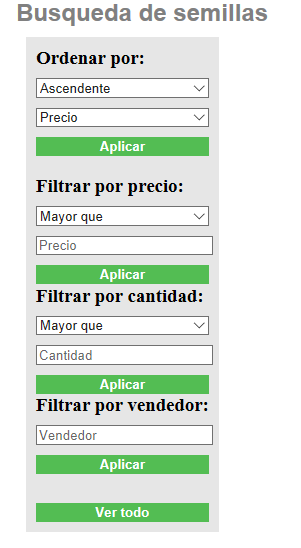 Busqueda de semillas
Ordenar por:
Ascendente
Precio
Aplicar
Filtrar por precio:
Mayor que
Precio
Aplicar
Filtrar por cantidad:
Mayor que
Cantidad
Aplicar
Filtrar por vendedor:
Vendedor
Aplicar
Ver todo